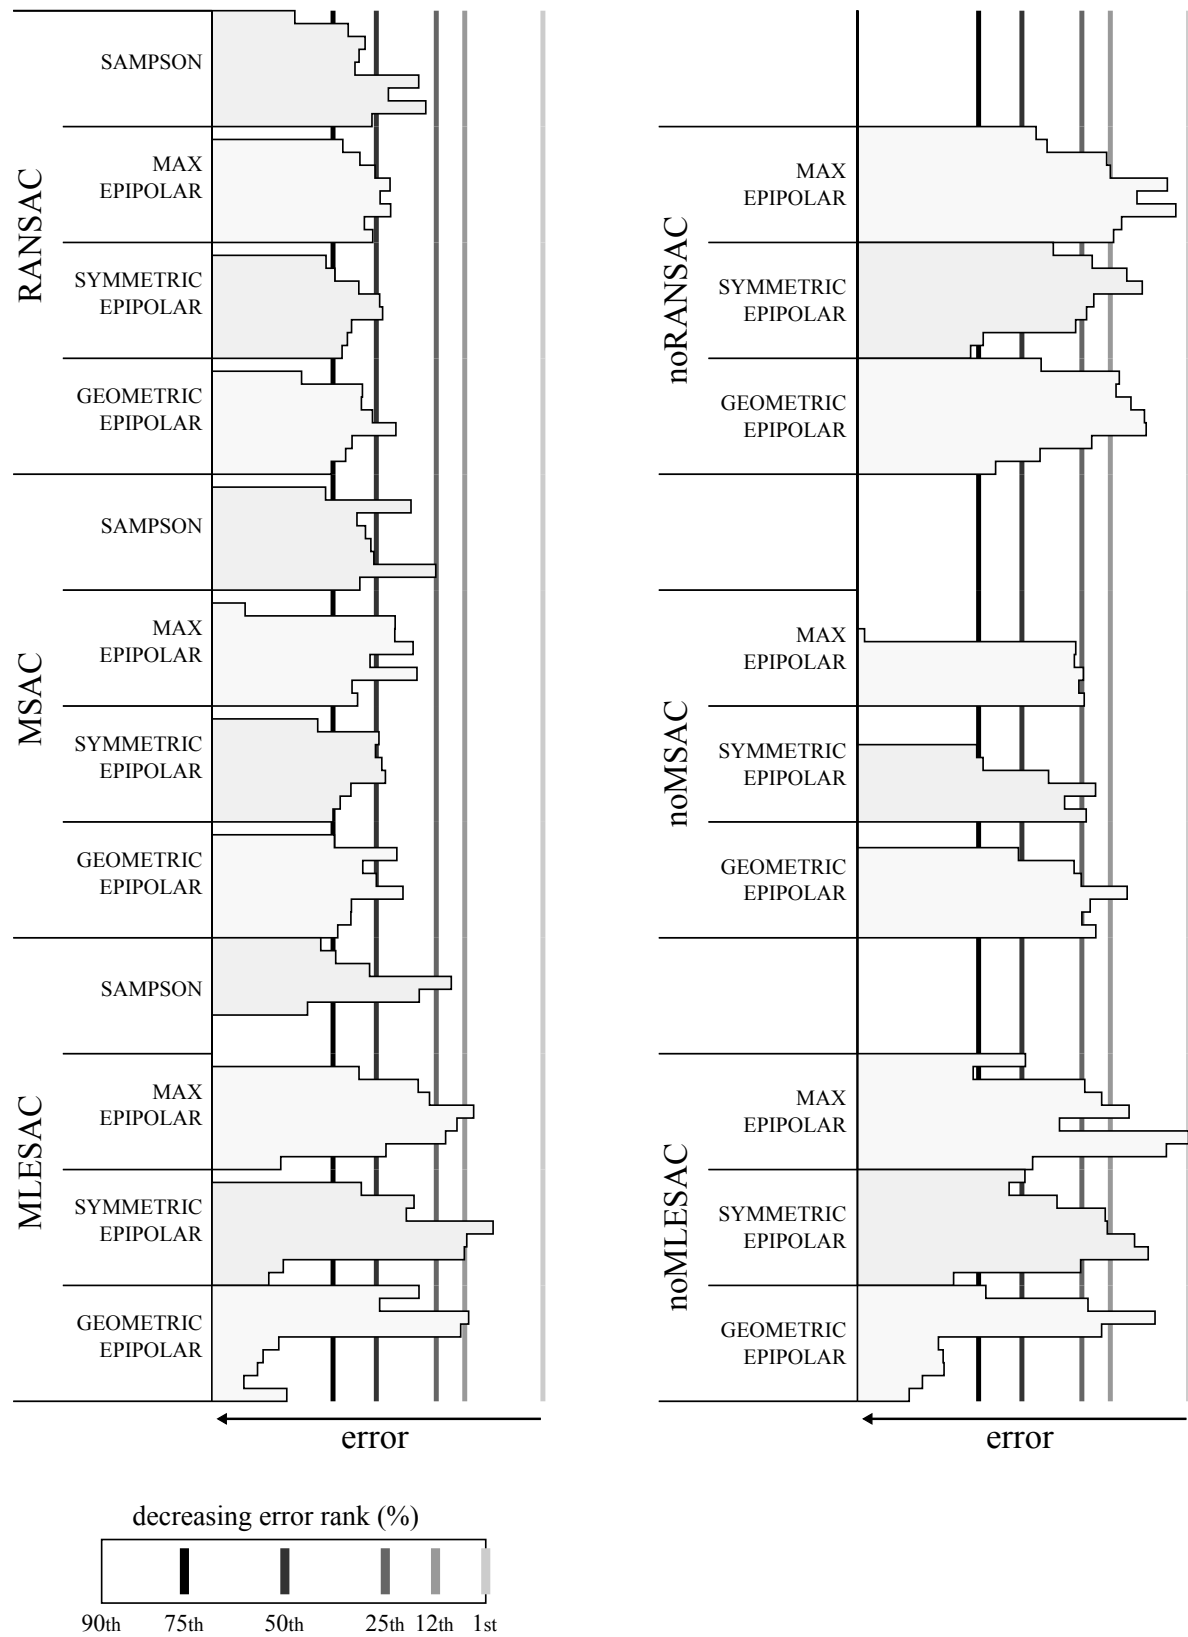 RANSAC
SAMPSON
MAX
EPIPOLAR
SYMMETRIC
EPIPOLAR
GEOMETRIC
EPIPOLAR
MSAC
SAMPSON
MAX
EPIPOLAR
SYMMETRIC
EPIPOLAR
GEOMETRIC
EPIPOLAR
MLESAC
SAMPSON
MAX
EPIPOLAR
SYMMETRIC
EPIPOLAR
GEOMETRIC
EPIPOLAR
error
noRANSAC
MAX
EPIPOLAR
SYMMETRIC
EPIPOLAR
GEOMETRIC
EPIPOLAR
noMSAC
MAX
EPIPOLAR
SYMMETRIC
EPIPOLAR
GEOMETRIC
EPIPOLAR
noMLESAC
MAX
EPIPOLAR
SYMMETRIC
EPIPOLAR
GEOMETRIC
EPIPOLAR
error
decreasing error rank (%)
90th 75th 50th 25th 12th 1st